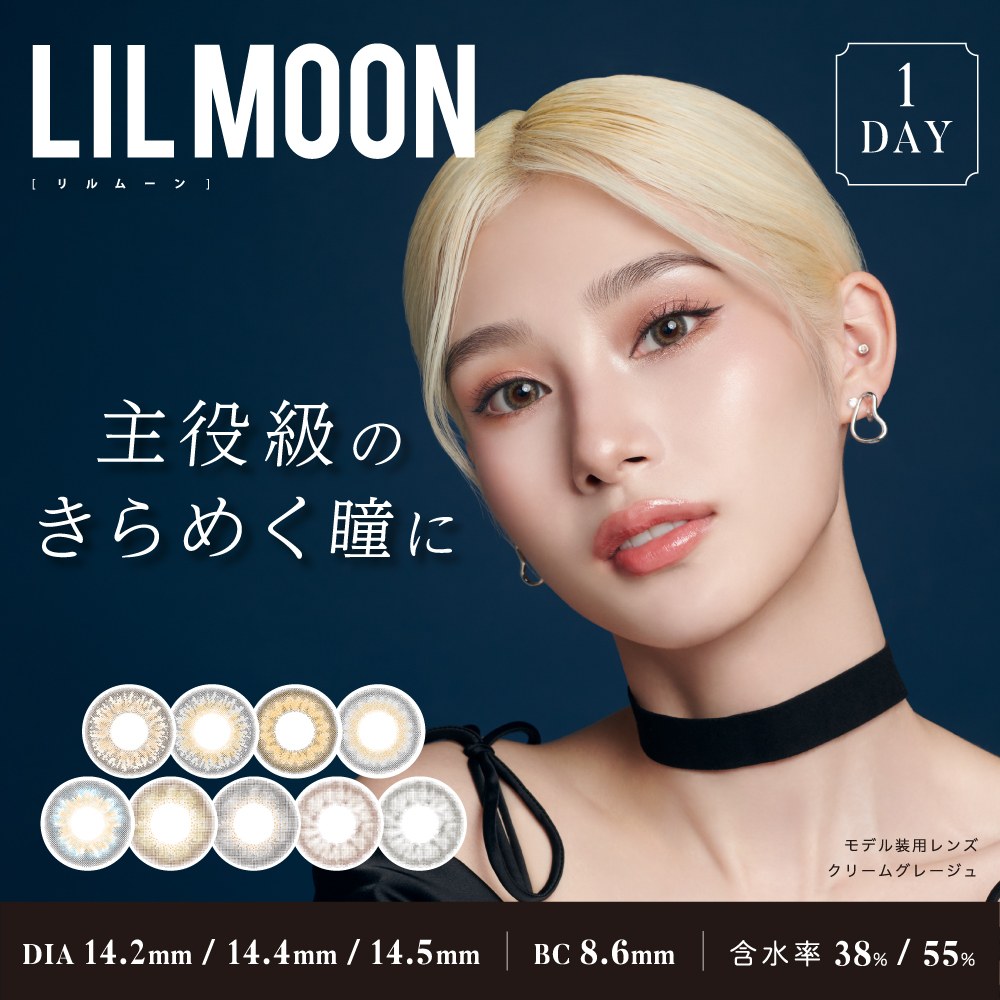 LIL MOON
[リルムーン]
1
DAY
主役級の
きらめく瞳に
モデル装用レンズ
クリームグレージュ
DIA 14.2mm / 14.4mm / 14.5mm | BC 8.6mm | 含水率 38% / 55%